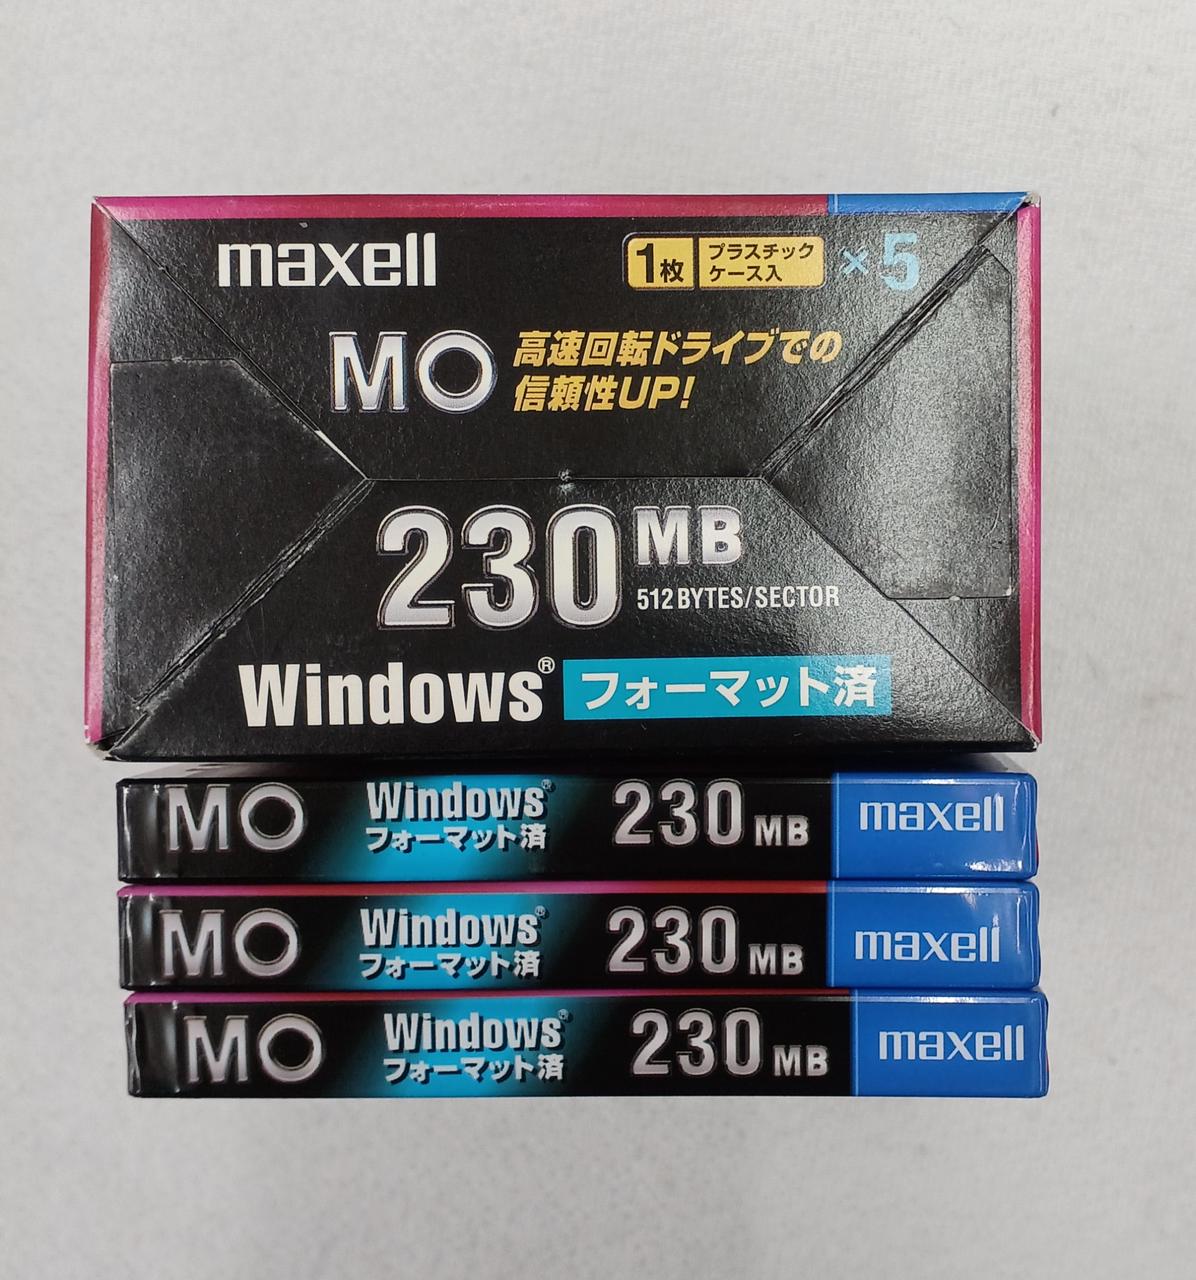 maxell
1枚 プラスチック
ケース入 ×5
MO 高速回転ドライブでの
信頼性UP!
230MB
512 BYTES/SECTOR
Windows® フォーマット済
MO Windows® 230MB maxell
フォーマット済
MO Windows® 230MB maxell
フォーマット済
MO Windows® 230MB maxell
フォーマット済